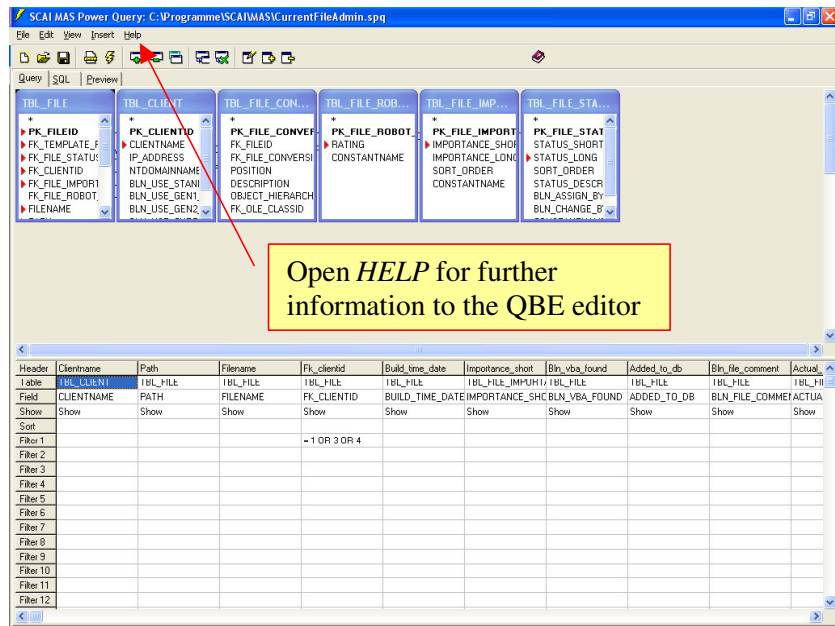 SCAI MAS Power Query: C:\Programme\SCAI\MAS\CurrentFileAdmin.spq
File Edit View Insert Help
Query SQL Preview
TBL_FILE TBL_CLIENT TBL_FILE_CON... TBL_FILE_ROB... TBL_FILE_IMP... TBL_FILE_STA...
* * * * * *
PK_FILEID PK_CLIENTID PK_FILE_CONVER PK_FILE_ROBOT_ PK_FILE_IMPORT PK_FILE_STAT
FK_TEMPLATE_F CLIENTNAME FK_FILEID RATING IMPORTANCE_SHOR STATUS_SHORT
FK_FILE_STATUS IP_ADDRESS FK_FILE_CONVERSI CONSTANTNAME IMPORTANCE_LONG STATUS_LONG
FK_CLIENTID NTDOMAINNAME POSITION SORT_ORDER SORT_ORDER
FK_FILE_IMPORT BLN_USE_STAN DESCRIPTION CONSTANTNAME STATUS_DESCR
FK_FILE_ROBOT_ BLN_USE_GEN1_ OBJECT_HIERARCH BLN_ASSIGN_BY
FILENAME BLN_USE_GEN2_ FK_OLE_CLASSID BLN_CHANGE_B
Open HELP for further
information to the QBE editor
Header Clientname Path Filename Fk_clientid Build_time_date Importance_short Bln_vba_found Added_to_db Bln_file_comment Actual_
Table TBL_CLIENT TBL_FILE TBL_FILE TBL_FILE TBL_FILE TBL_FILE_IMPORT TBL_FILE TBL_FILE TBL_FILE TBL_FI
Field CLIENTNAME PATH FILENAME FK_CLIENTID BUILD_TIME_DATE IMPORTANCE_SHO BLN_VBA_FOUND ADDED_TO_DB BLN_FILE_COMMEN ACTUA
Show Show Show Show Show Show Show Show Show Show Show
Sort
Filter 1 = 1 OR 3 OR 4
Filter 2
Filter 3
Filter 4
Filter 5
Filter 6
Filter 7
Filter 8
Filter 9
Filter 10
Filter 11
Filter 12